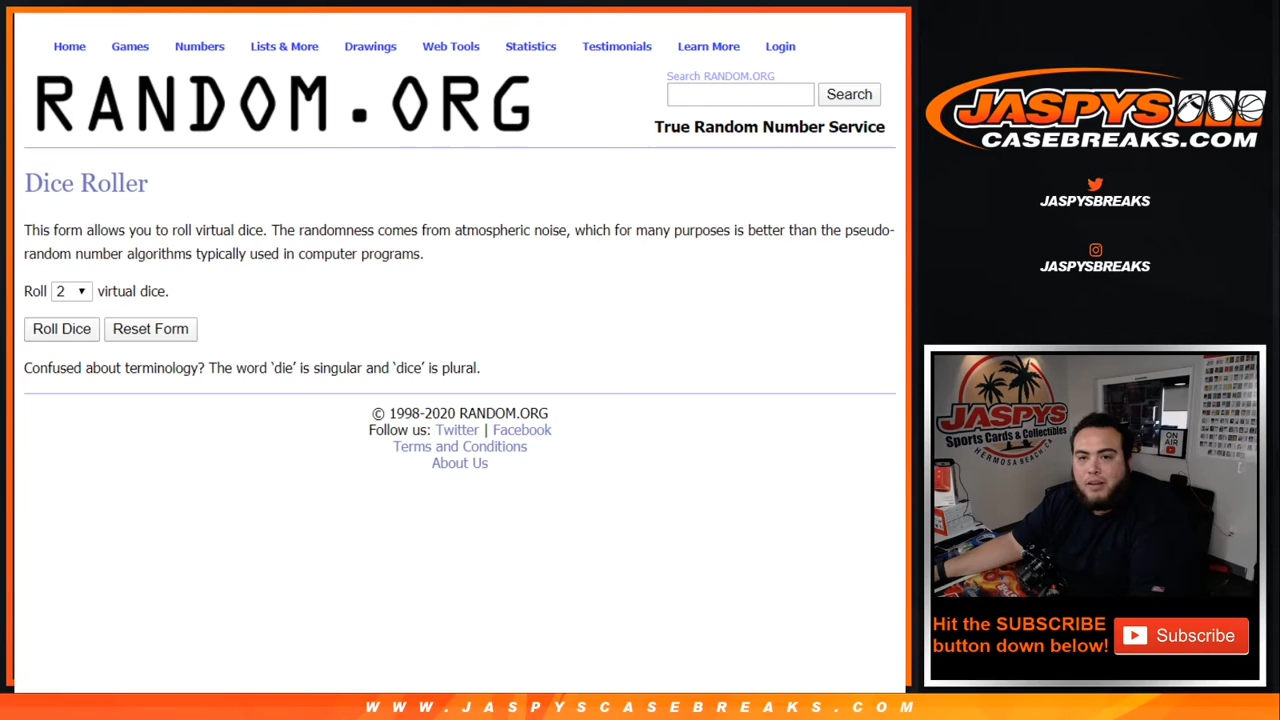 Home Games Numbers Lists & More Drawings Web Tools Statistics Testimonials Learn More Login
RANDOM.ORG
Search RANDOM.ORG
Search
True Random Number Service
Dice Roller
This form allows you to roll virtual dice. The randomness comes from atmospheric noise, which for many purposes is better than the pseudo-
random number algorithms typically used in computer programs.
Roll 2 virtual dice.
Roll Dice Reset Form
Confused about terminology? The word ‘die’ is singular and ‘dice’ is plural.
© 1998-2020 RANDOM.ORG
Follow us: Twitter | Facebook
Terms and Conditions
About Us
JASPYS
CASEBREAKS.COM
JASPYSBREAKS
JASPYSBREAKS
JASPYS
Sports Cards & Collectibles
HERMOSA BEACH, CA
ON
AIR
Hit the SUBSCRIBE
button down below!
Subscribe
WWW.JASPYSCASEBREAKS.COM